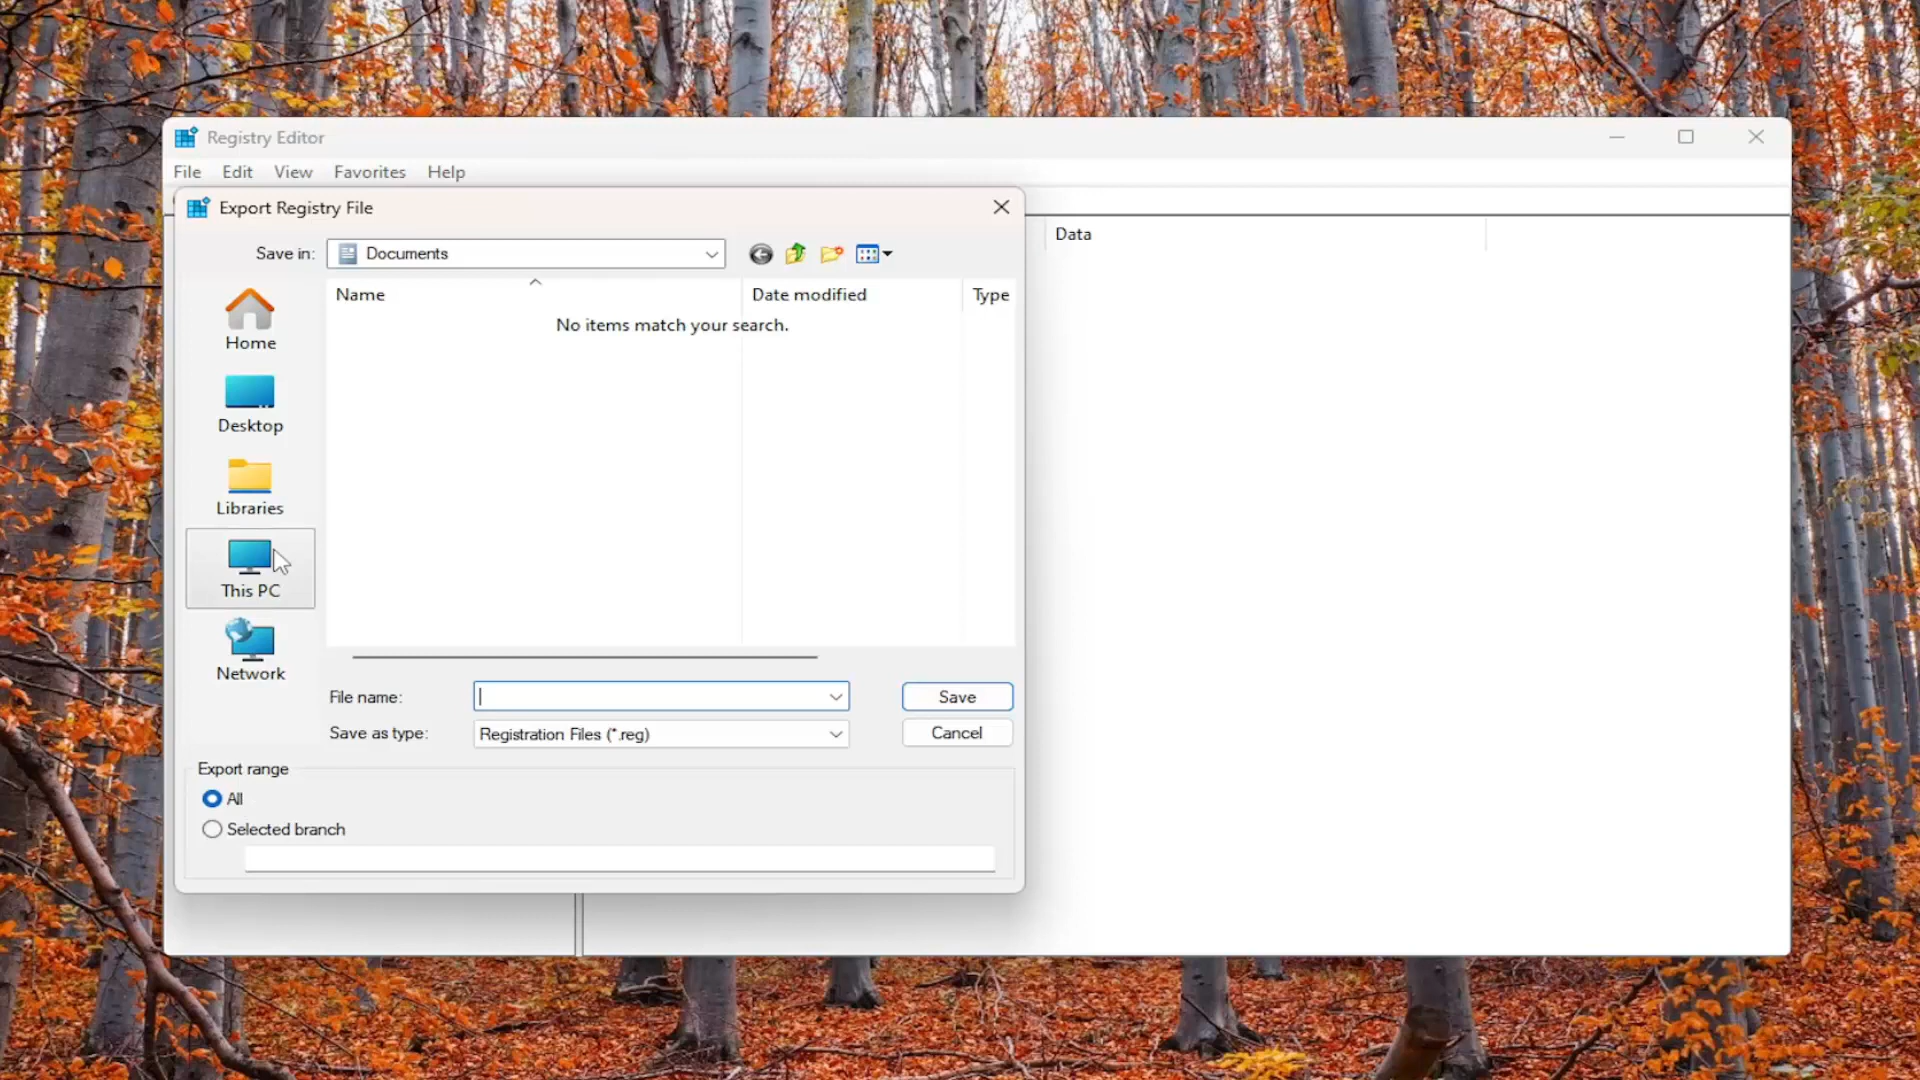 Registry Editor
File Edit View Favorites Help
Export Registry File
Save in: Documents
Data
Name Date modified Type
No items match your search.
Home
Desktop
Libraries
This PC
Network
File name: Save
Save as type: Registration Files (*.reg) Cancel
Export range
All
Selected branch